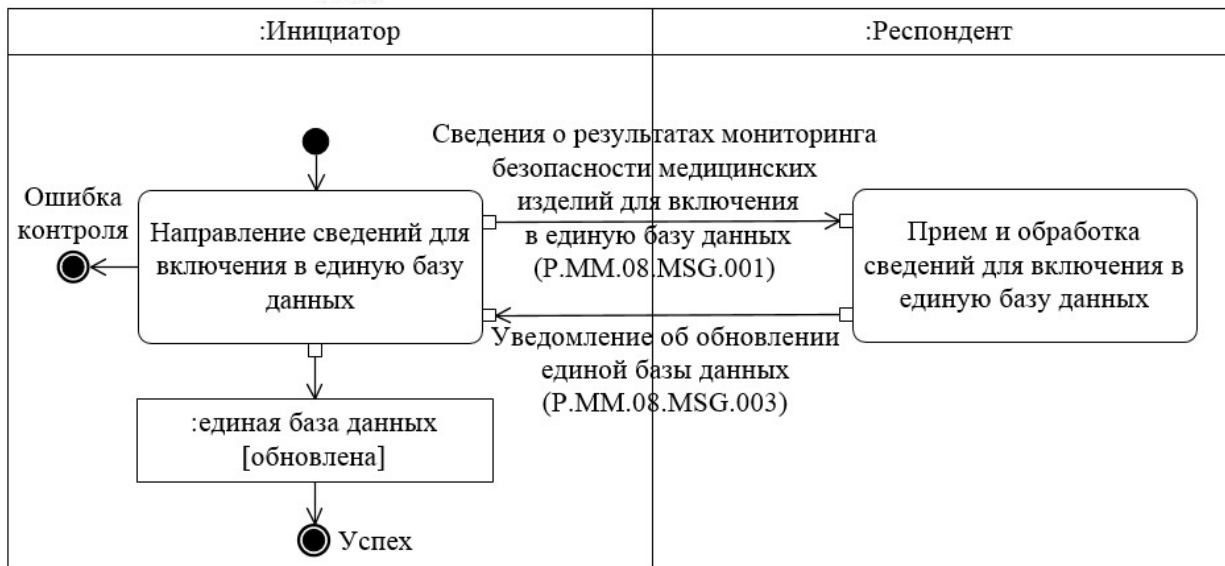 :Инициатор
:Респондент
Сведения о результатах мониторинга
безопасности медицинских
изделий для включения
в единую базу данных
(P.MM.08.MSG.001)
Ошибка
контроля
Направление сведений для
включения в единую базу
данных
Прием и обработка
сведений для включения в
единую базу данных
Уведомление об обновлении
единой базы данных
(P.MM.08.MSG.003)
:единая база данных
[обновлена]
Успех